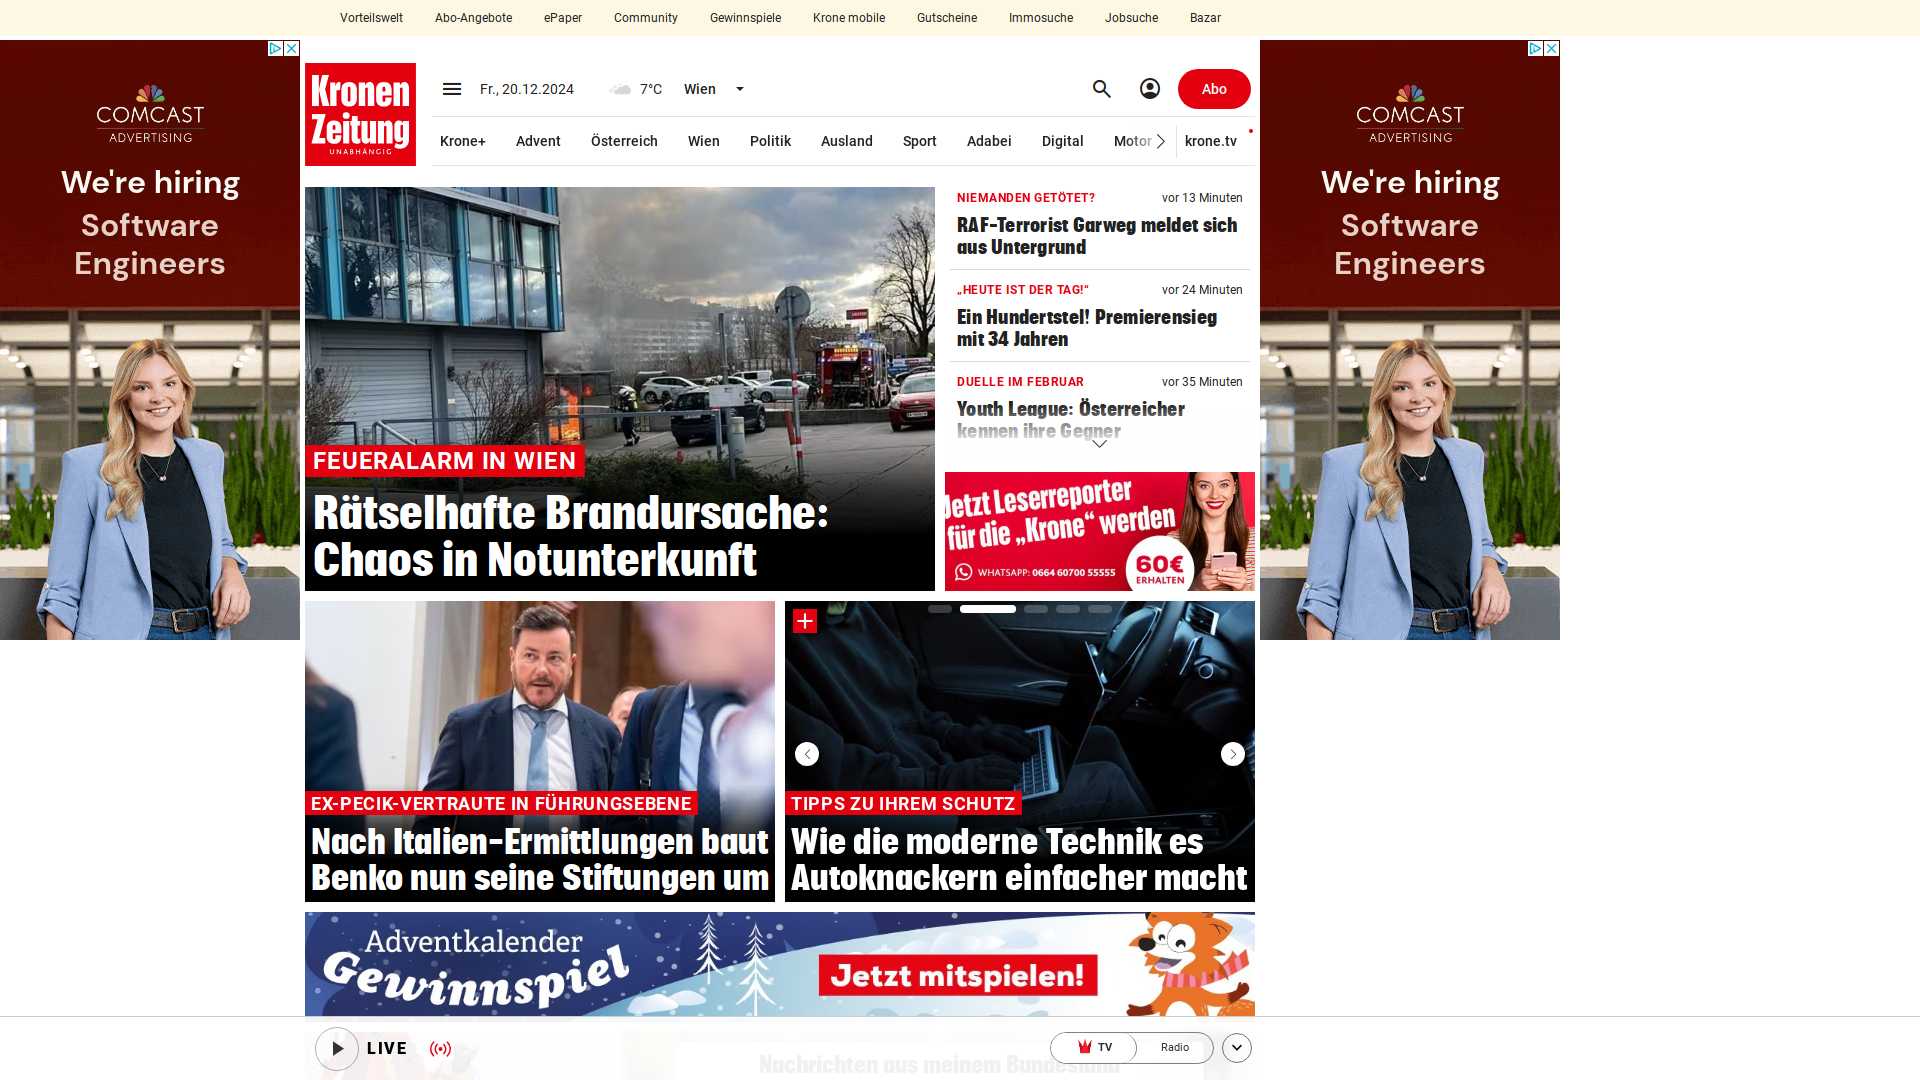 Vorteilswelt
Abo-Angebote
ePaper
Community
Gewinnspiele
Krone mobile
Gutscheine
Immosuche
Jobsuche
Bazar
COMCAST
ADVERTISING
We're hiring
Software
Engineers
Kronen
Zeitung
UNABHÄNGIG
Fr., 20.12.2024
7°C
Wien
Abo
Krone+
Advent
Österreich
Wien
Politik
Ausland
Sport
Adabei
Digital
Motor
krone.tv
FEUERALARM IN WIEN
Rätselhafte Brandursache:
Chaos in Notunterkunft
NIEMANDEN GETÖTET?
vor 13 Minuten
RAF-Terrorist Garweg meldet sich
aus Untergrund
„HEUTE IST DER TAG!“
vor 24 Minuten
Ein Hundertstel! Premierensieg
mit 34 Jahren
DUELLE IM FEBRUAR
vor 35 Minuten
Youth League: Österreicher
kennen ihre Gegner
Jetzt Leserreporter
für die „Krone“ werden
WHATSAPP: 0664 60700 55555
60€
ERHALTEN
COMCAST
ADVERTISING
We're hiring
Software
Engineers
EX-PECIK-VERTRAUTE IN FÜHRUNGSEBENE
Nach Italien-Ermittlungen baut
Benko nun seine Stiftungen um
TIPPS ZU IHREM SCHUTZ
Wie die moderne Technik es
Autoknackern einfacher macht
Adventkalender
Gewinnspiel
Jetzt mitspielen!
Nachrichten aus meinem Bundesland
LIVE
TV
Radio